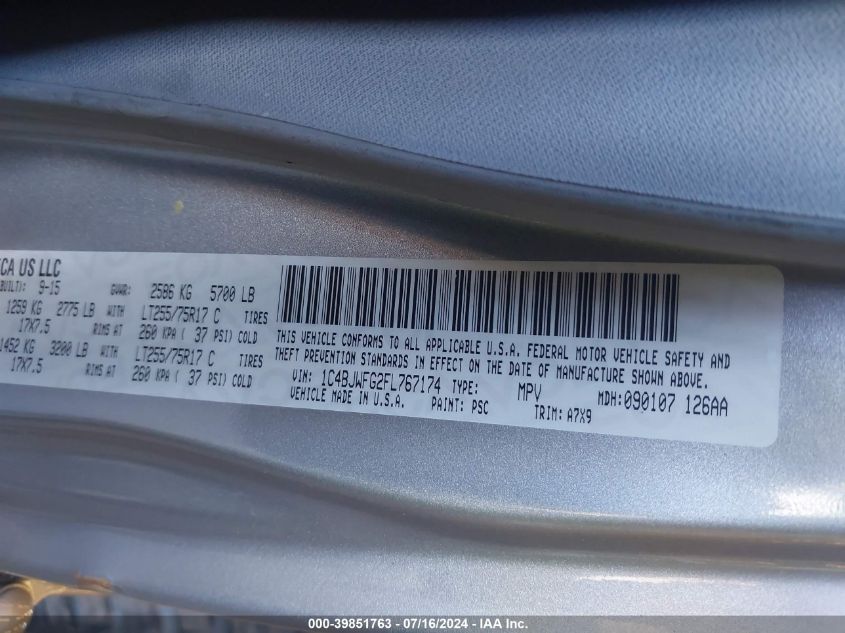 CA US LLC
BUILT): 9-15 GVWR: 2586 KG 5700 LB
1259 KG 2775 LB WITH LT255/75R17 C TIRES
17X7.5 RIMS AT 260 KPA ( 37 PSI) COLD
1452 KG 3200 LB WITH LT255/75R17 C TIRES
17X7.5 RIMS AT 260 KPA ( 37 PSI) COLD
THIS VEHICLE CONFORMS TO ALL APPLICABLE U.S.A. FEDERAL MOTOR VEHICLE SAFETY AND
THEFT PREVENTION STANDARDS IN EFFECT ON THE DATE OF MANUFACTURE SHOWN ABOVE.
VIN: 1C4BJWFG2FL767174 TYPE: MPV MDH: 090107 126AA
VEHICLE MADE IN U.S.A. PAINT: PSC TRIM: A7X9
000-39851763 - 07/16/2024 - IAA Inc.